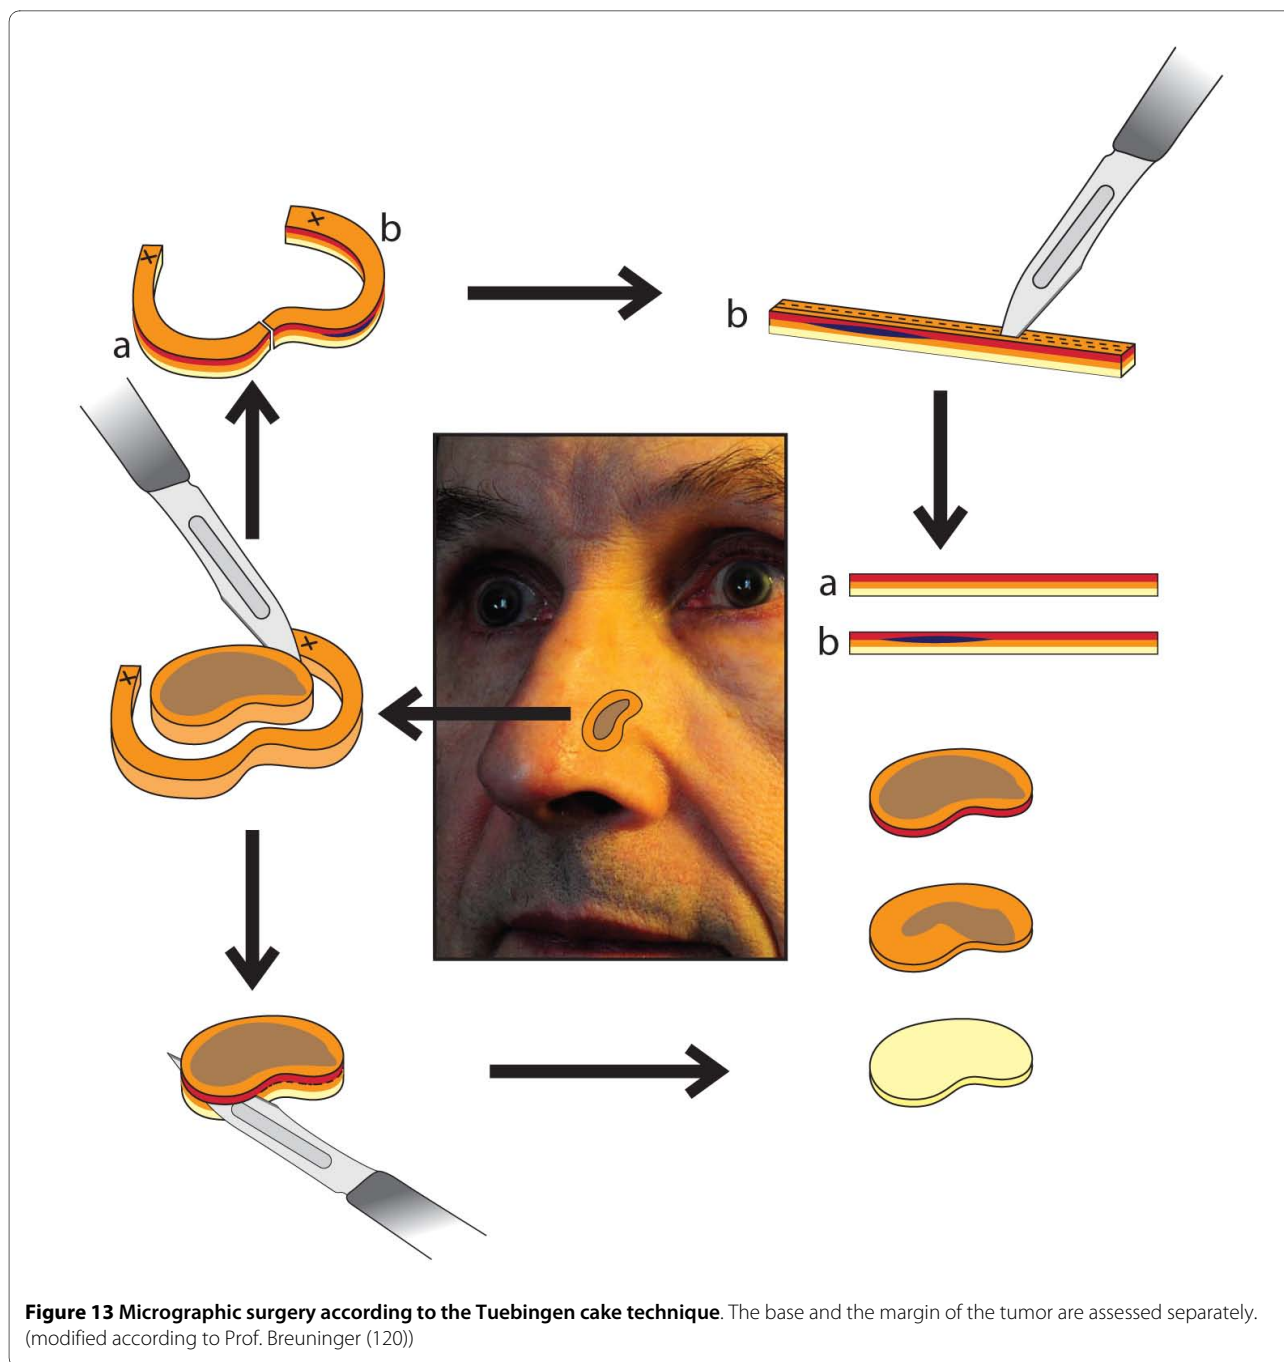 b
a
b
a
b
Figure 13 Micrographic surgery according to the Tuebingen cake technique. The base and the margin of the tumor are assessed separately.
(modified according to Prof. Breuninger (120))